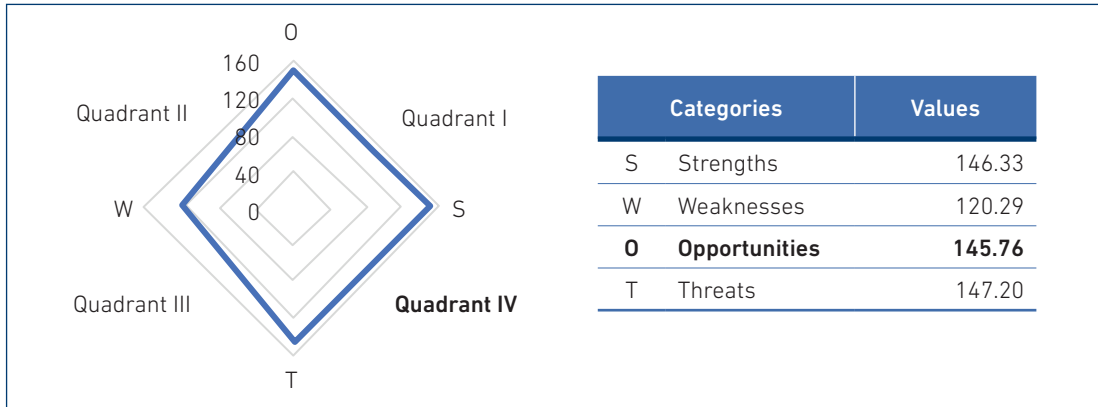 O
160
120
80
40
0
Quadrant II
Quadrant I
W
S
Quadrant III
Quadrant IV
T
Categories Values
S Strengths 146.33
W Weaknesses 120.29
O Opportunities 145.76
T Threats 147.20